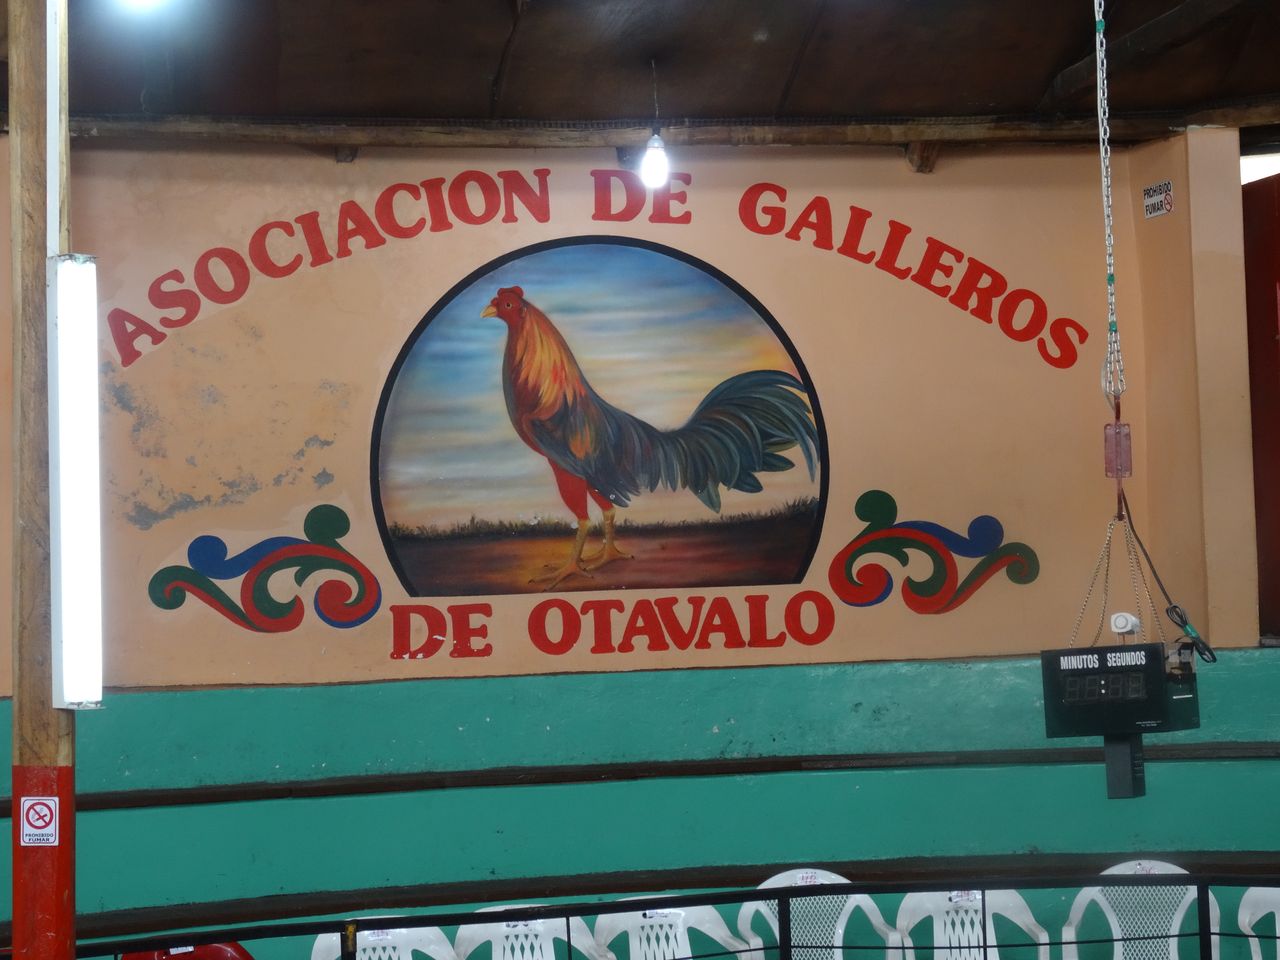 ASOCIACION DE GALLEROS
DE OTAVALO
PROHIBIDO
FUMAR
MINUTOS SEGUNDOS
PROHIBIDO
FUMAR